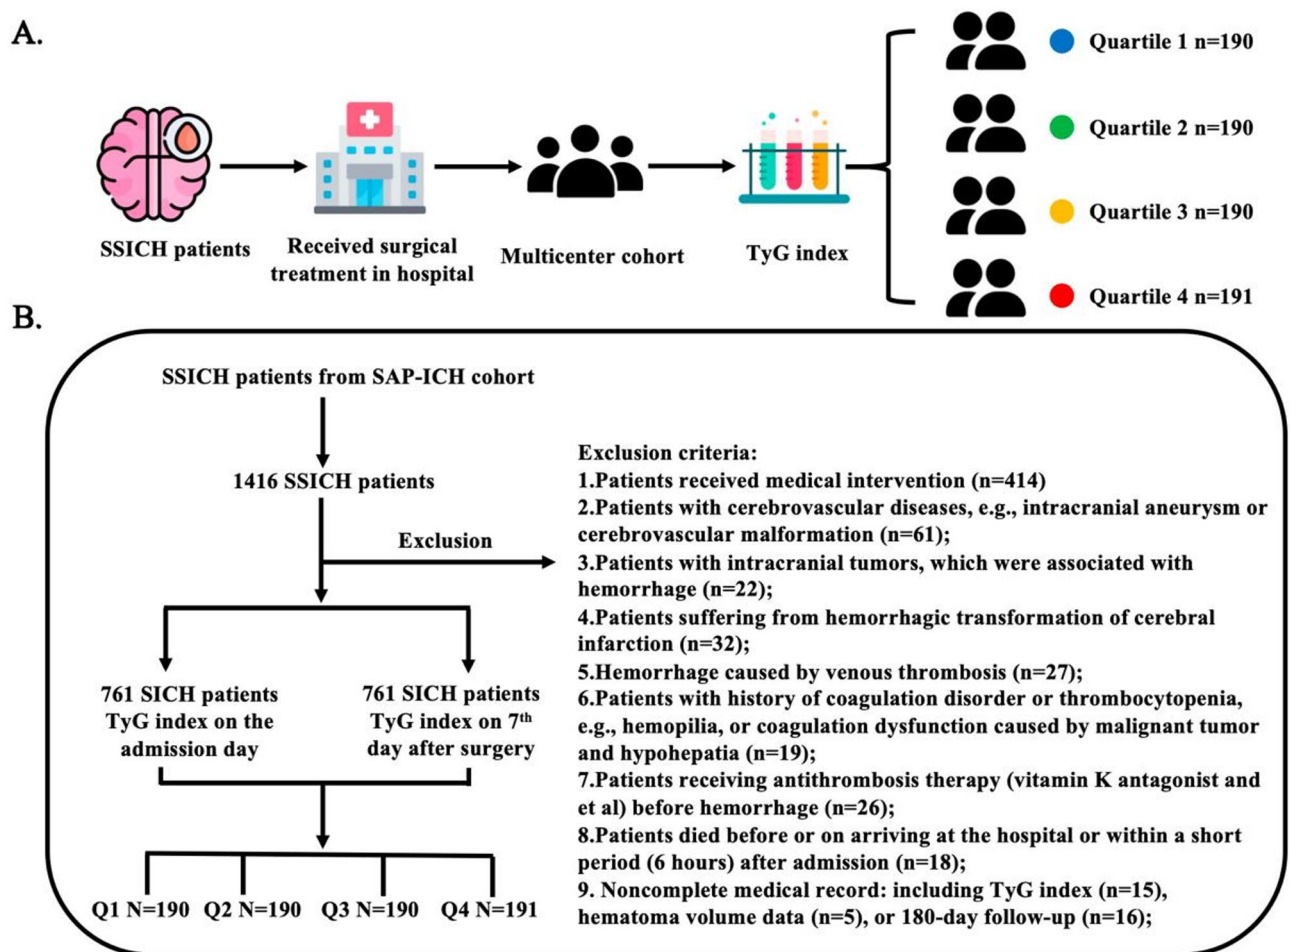 A.
SSICH patients
Received surgical
treatment in hospital
Multicenter cohort
TyG index
Quartile 1 n=190
Quartile 2 n=190
Quartile 3 n=190
Quartile 4 n=191
B.
SSICH patients from SAP-ICH cohort
1416 SSICH patients
Exclusion
761 SICH patients
TyG index on the
admission day
761 SICH patients
TyG index on 7th
day after surgery
Q1 N=190
Q2 N=190
Q3 N=190
Q4 N=191
Exclusion criteria:
1.Patients received medical intervention (n=414)
2.Patients with cerebrovascular diseases, e.g., intracranial aneurysm or
cerebrovascular malformation (n=61);
3.Patients with intracranial tumors, which were associated with
hemorrhage (n=22);
4.Patients suffering from hemorrhagic transformation of cerebral
infarction (n=32);
5.Hemorrhage caused by venous thrombosis (n=27);
6.Patients with history of coagulation disorder or thrombocytopenia,
e.g., hemopilia, or coagulation dysfunction caused by malignant tumor
and hypohepatia (n=19);
7.Patients receiving antithrombosis therapy (vitamin K antagonist and
et al) before hemorrhage (n=26);
8.Patients died before or on arriving at the hospital or within a short
period (6 hours) after admission (n=18);
9. Noncomplete medical record: including TyG index (n=15),
hematoma volume data (n=5), or 180-day follow-up (n=16);